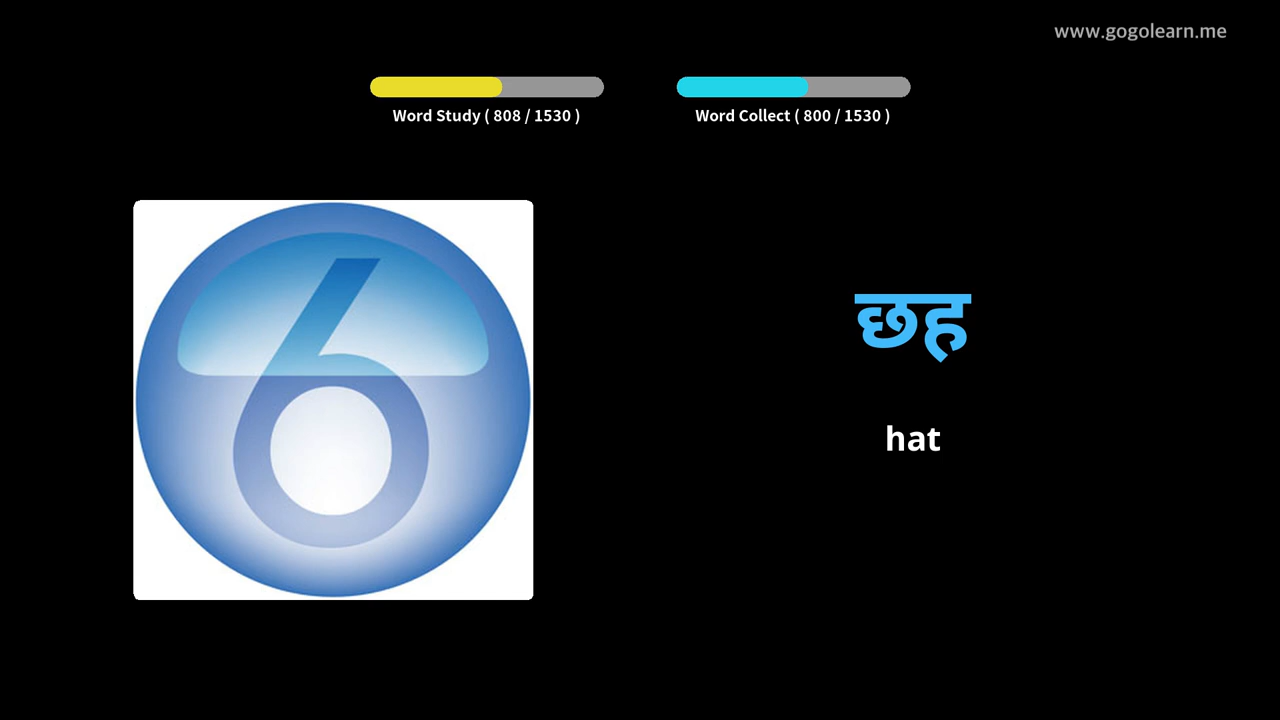 www.gogolearn.me
Word Study ( 808 / 1530 )
Word Collect ( 800 / 1530 )
6
छह
hat